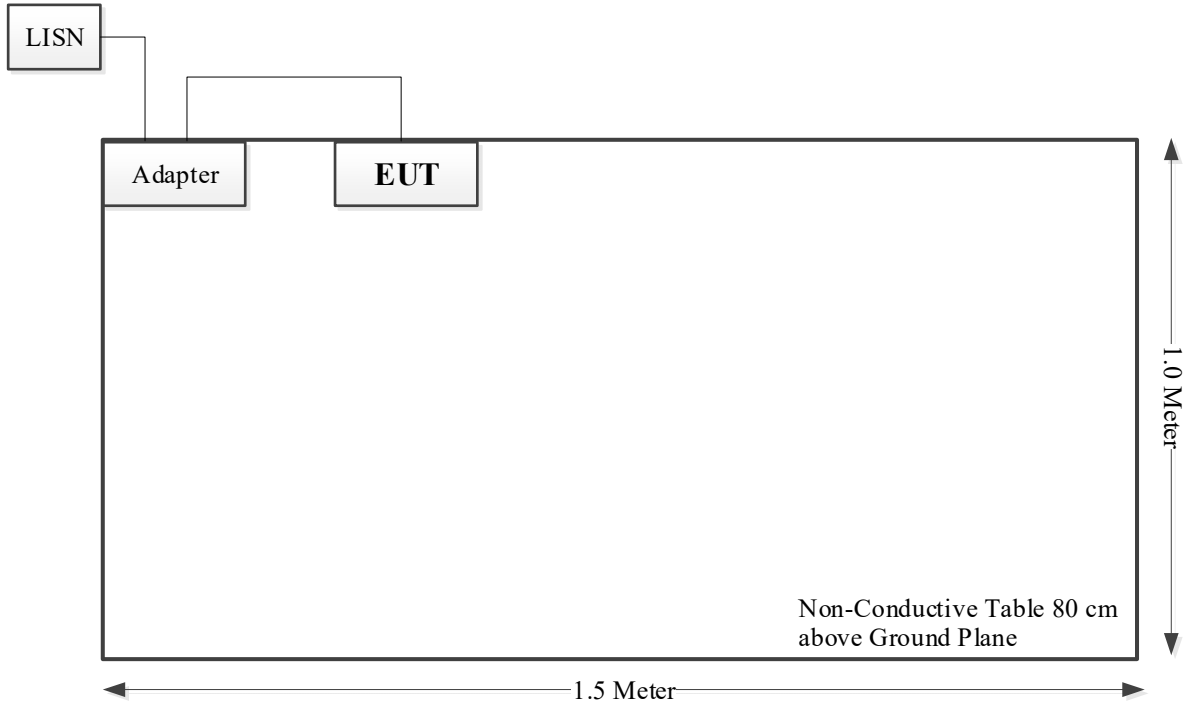 LISN
Adapter
EUT
1.0 Meter
Non-Conductive Table 80 cm
above Ground Plane
1.5 Meter